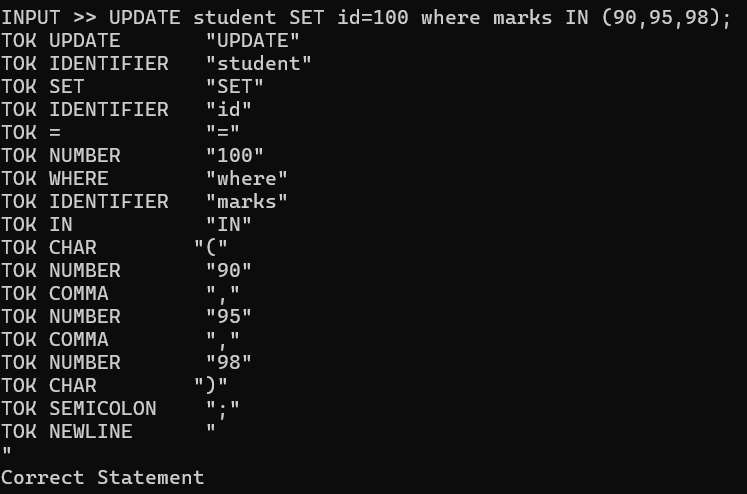 INPUT >> UPDATE student SET id=100 where marks IN (90,95,98);
TOK UPDATE       "UPDATE"
TOK IDENTIFIER   "student"
TOK SET          "SET"
TOK IDENTIFIER   "id"
TOK =            "="
TOK NUMBER       "100"
TOK WHERE        "where"
TOK IDENTIFIER   "marks"
TOK IN           "IN"
TOK CHAR        "("
TOK NUMBER       "90"
TOK COMMA        ","
TOK NUMBER       "95"
TOK COMMA        ","
TOK NUMBER       "98"
TOK CHAR        ")"
TOK SEMICOLON    ";"
TOK NEWLINE      "
"
Correct Statement